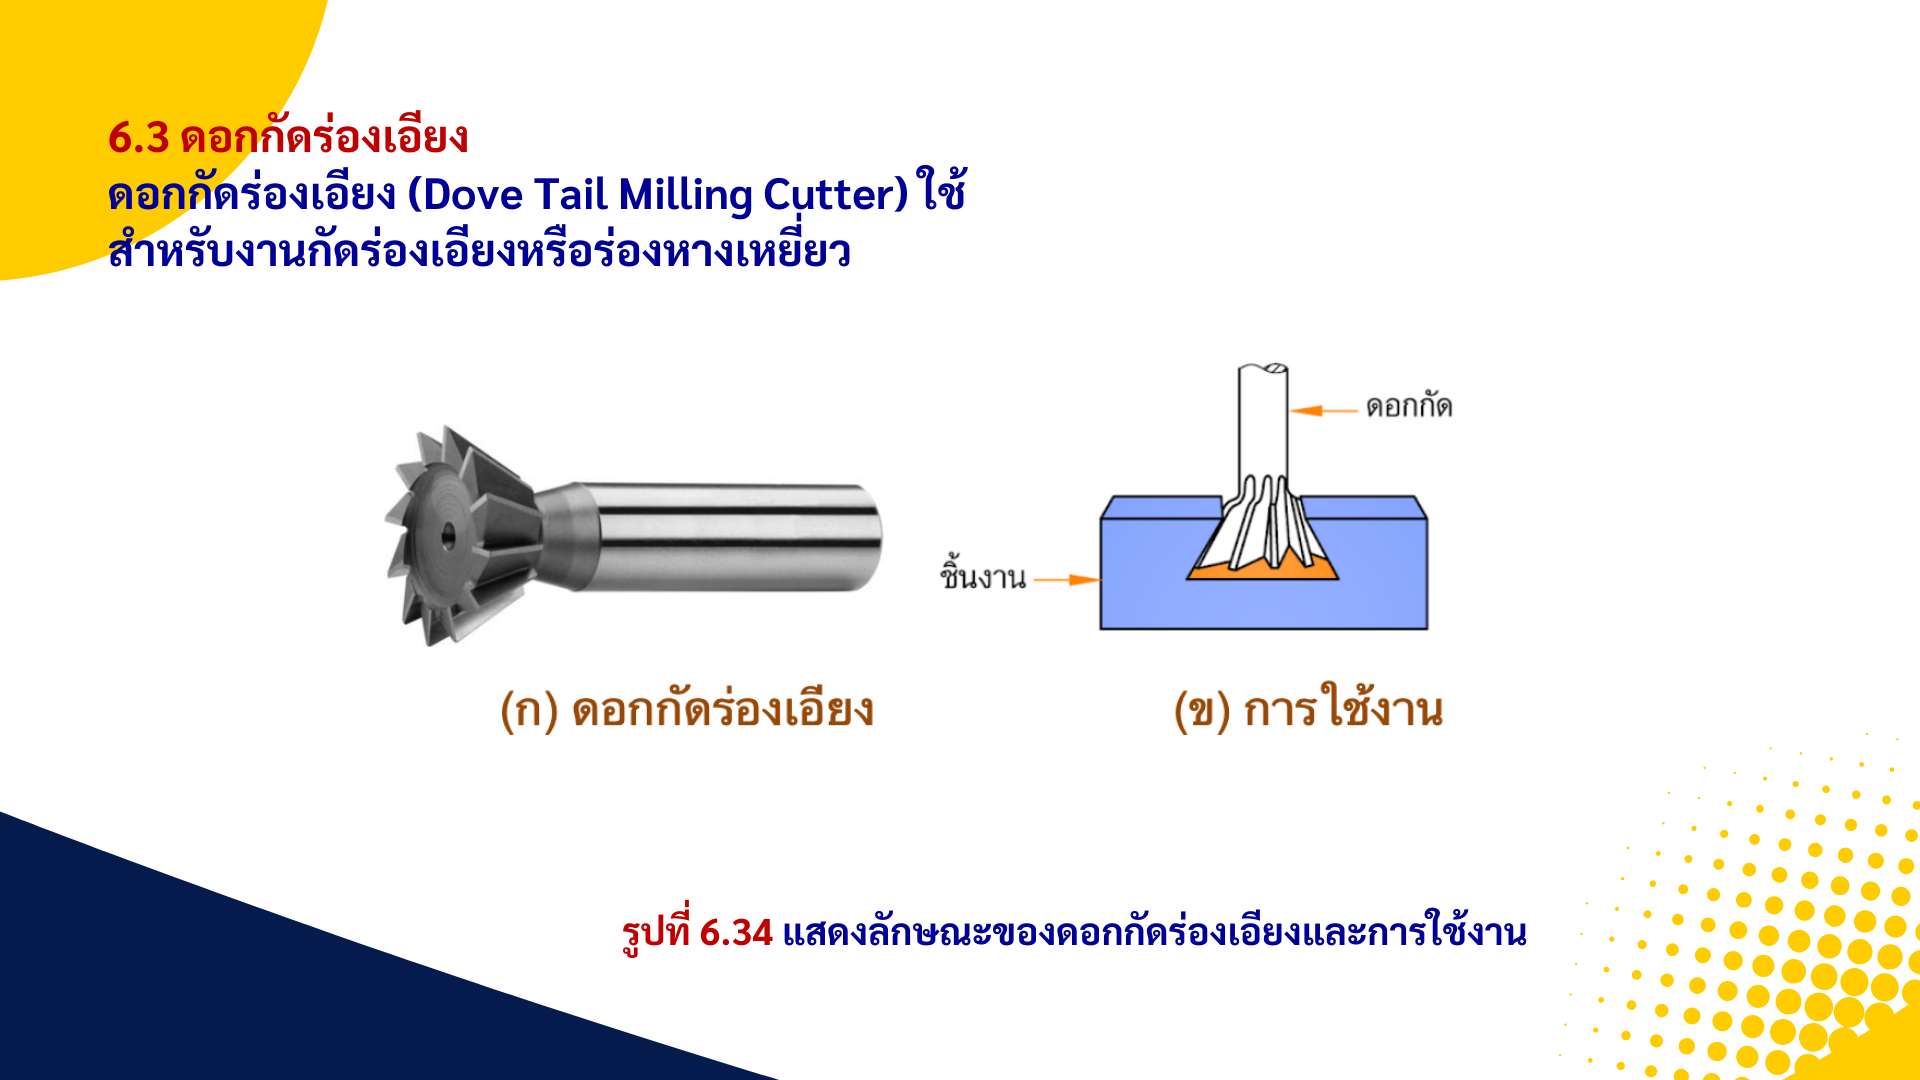 6.3 ดอกกัดร่องเอียง
ดอกกัดร่องเอียง (Dove Tail Milling Cutter) ใช้
สำหรับงานกัดร่องเอียงหรือร่องหางเหยี่ยว
ดอกกัด
ชิ้นงาน
(ก) ดอกกัดร่องเอียง
(ข) การใช้งาน
รูปที่ 6.34 แสดงลักษณะของดอกกัดร่องเอียงและการใช้งาน